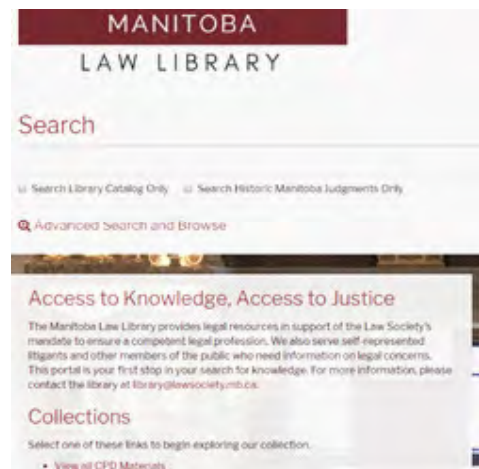 MANITOBA
LAW LIBRARY
Search
Search Library Catalog Only Search Historic Manitoba Judgments Only
Advanced Search and Browse
Access to Knowledge, Access to Justice
The Manitoba Law Library provides legal resources in support of the Law Society's
mandate to ensure a competent legal profession. We also serve self-represented
litigants and other members of the public who need information on legal concerns.
This portal is your first stop in your search for knowledge. For more information, please
contact the library at library@lawsociety.mb.ca.
Collections
Select one of these links to begin exploring our collection.
• View all CPD Materials